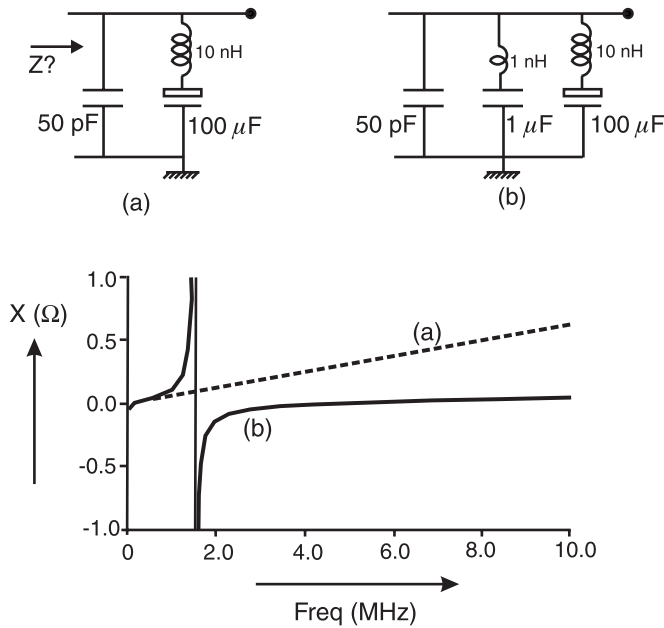 Z?
10 nH
50 pF
100 µF
(a)
1 nH
10 nH
50 pF
1 µF
100 µF
(b)
X (Ω)
1.0
0.5
0.0
-0.5
-1.0
(a)
(b)
0
2.0
4.0
6.0
8.0
10.0
Freq (MHz)